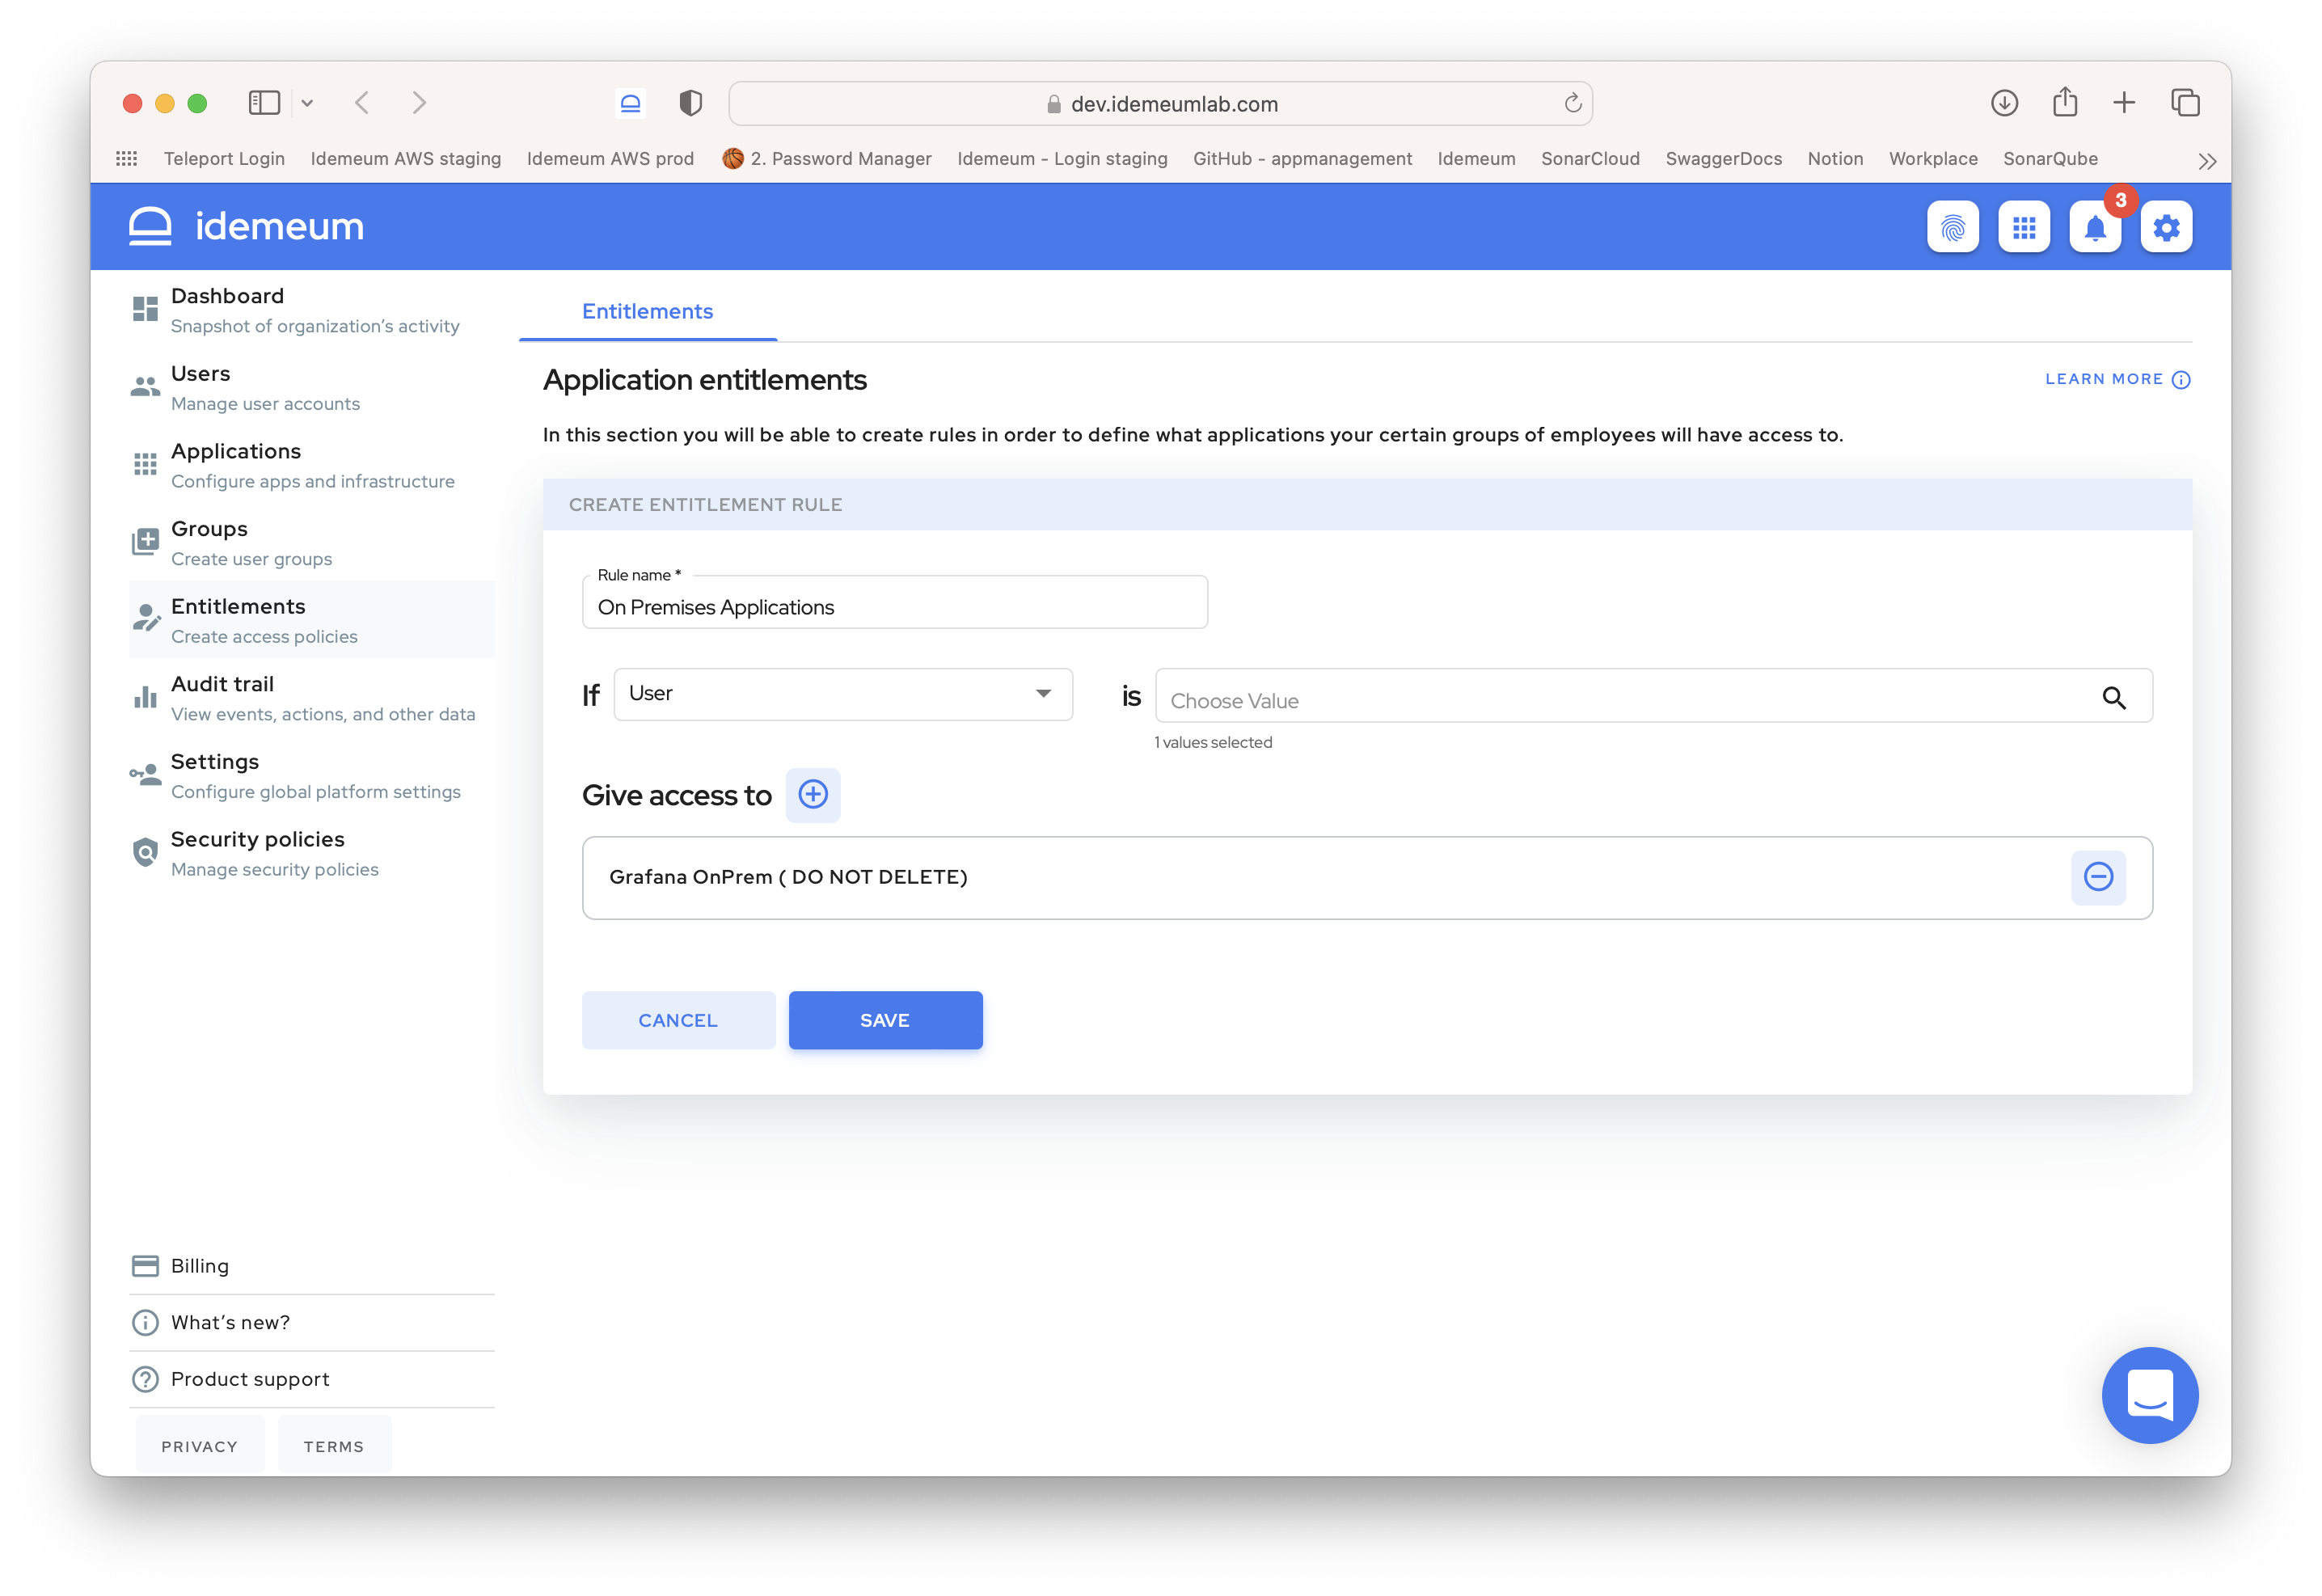 dev.idemeumlab.com
Teleport Login Idemeum AWS staging Idemeum AWS prod 2. Password Manager Idemeum - Login staging GitHub - appmanagement Idemeum SonarCloud SwaggerDocs Notion Workplace SonarQube
idemeum
3
Dashboard
Snapshot of organization’s activity
Users
Manage user accounts
Applications
Configure apps and infrastructure
Groups
Create user groups
Entitlements
Create access policies
Audit trail
View events, actions, and other data
Settings
Configure global platform settings
Security policies
Manage security policies
Billing
What’s new?
Product support
PRIVACY TERMS
Entitlements
Application entitlements
LEARN MORE
In this section you will be able to create rules in order to define what applications your certain groups of employees will have access to.
CREATE ENTITLEMENT RULE
Rule name *
On Premises Applications
If User is Choose Value
1 values selected
Give access to
Grafana OnPrem ( DO NOT DELETE)
CANCEL SAVE